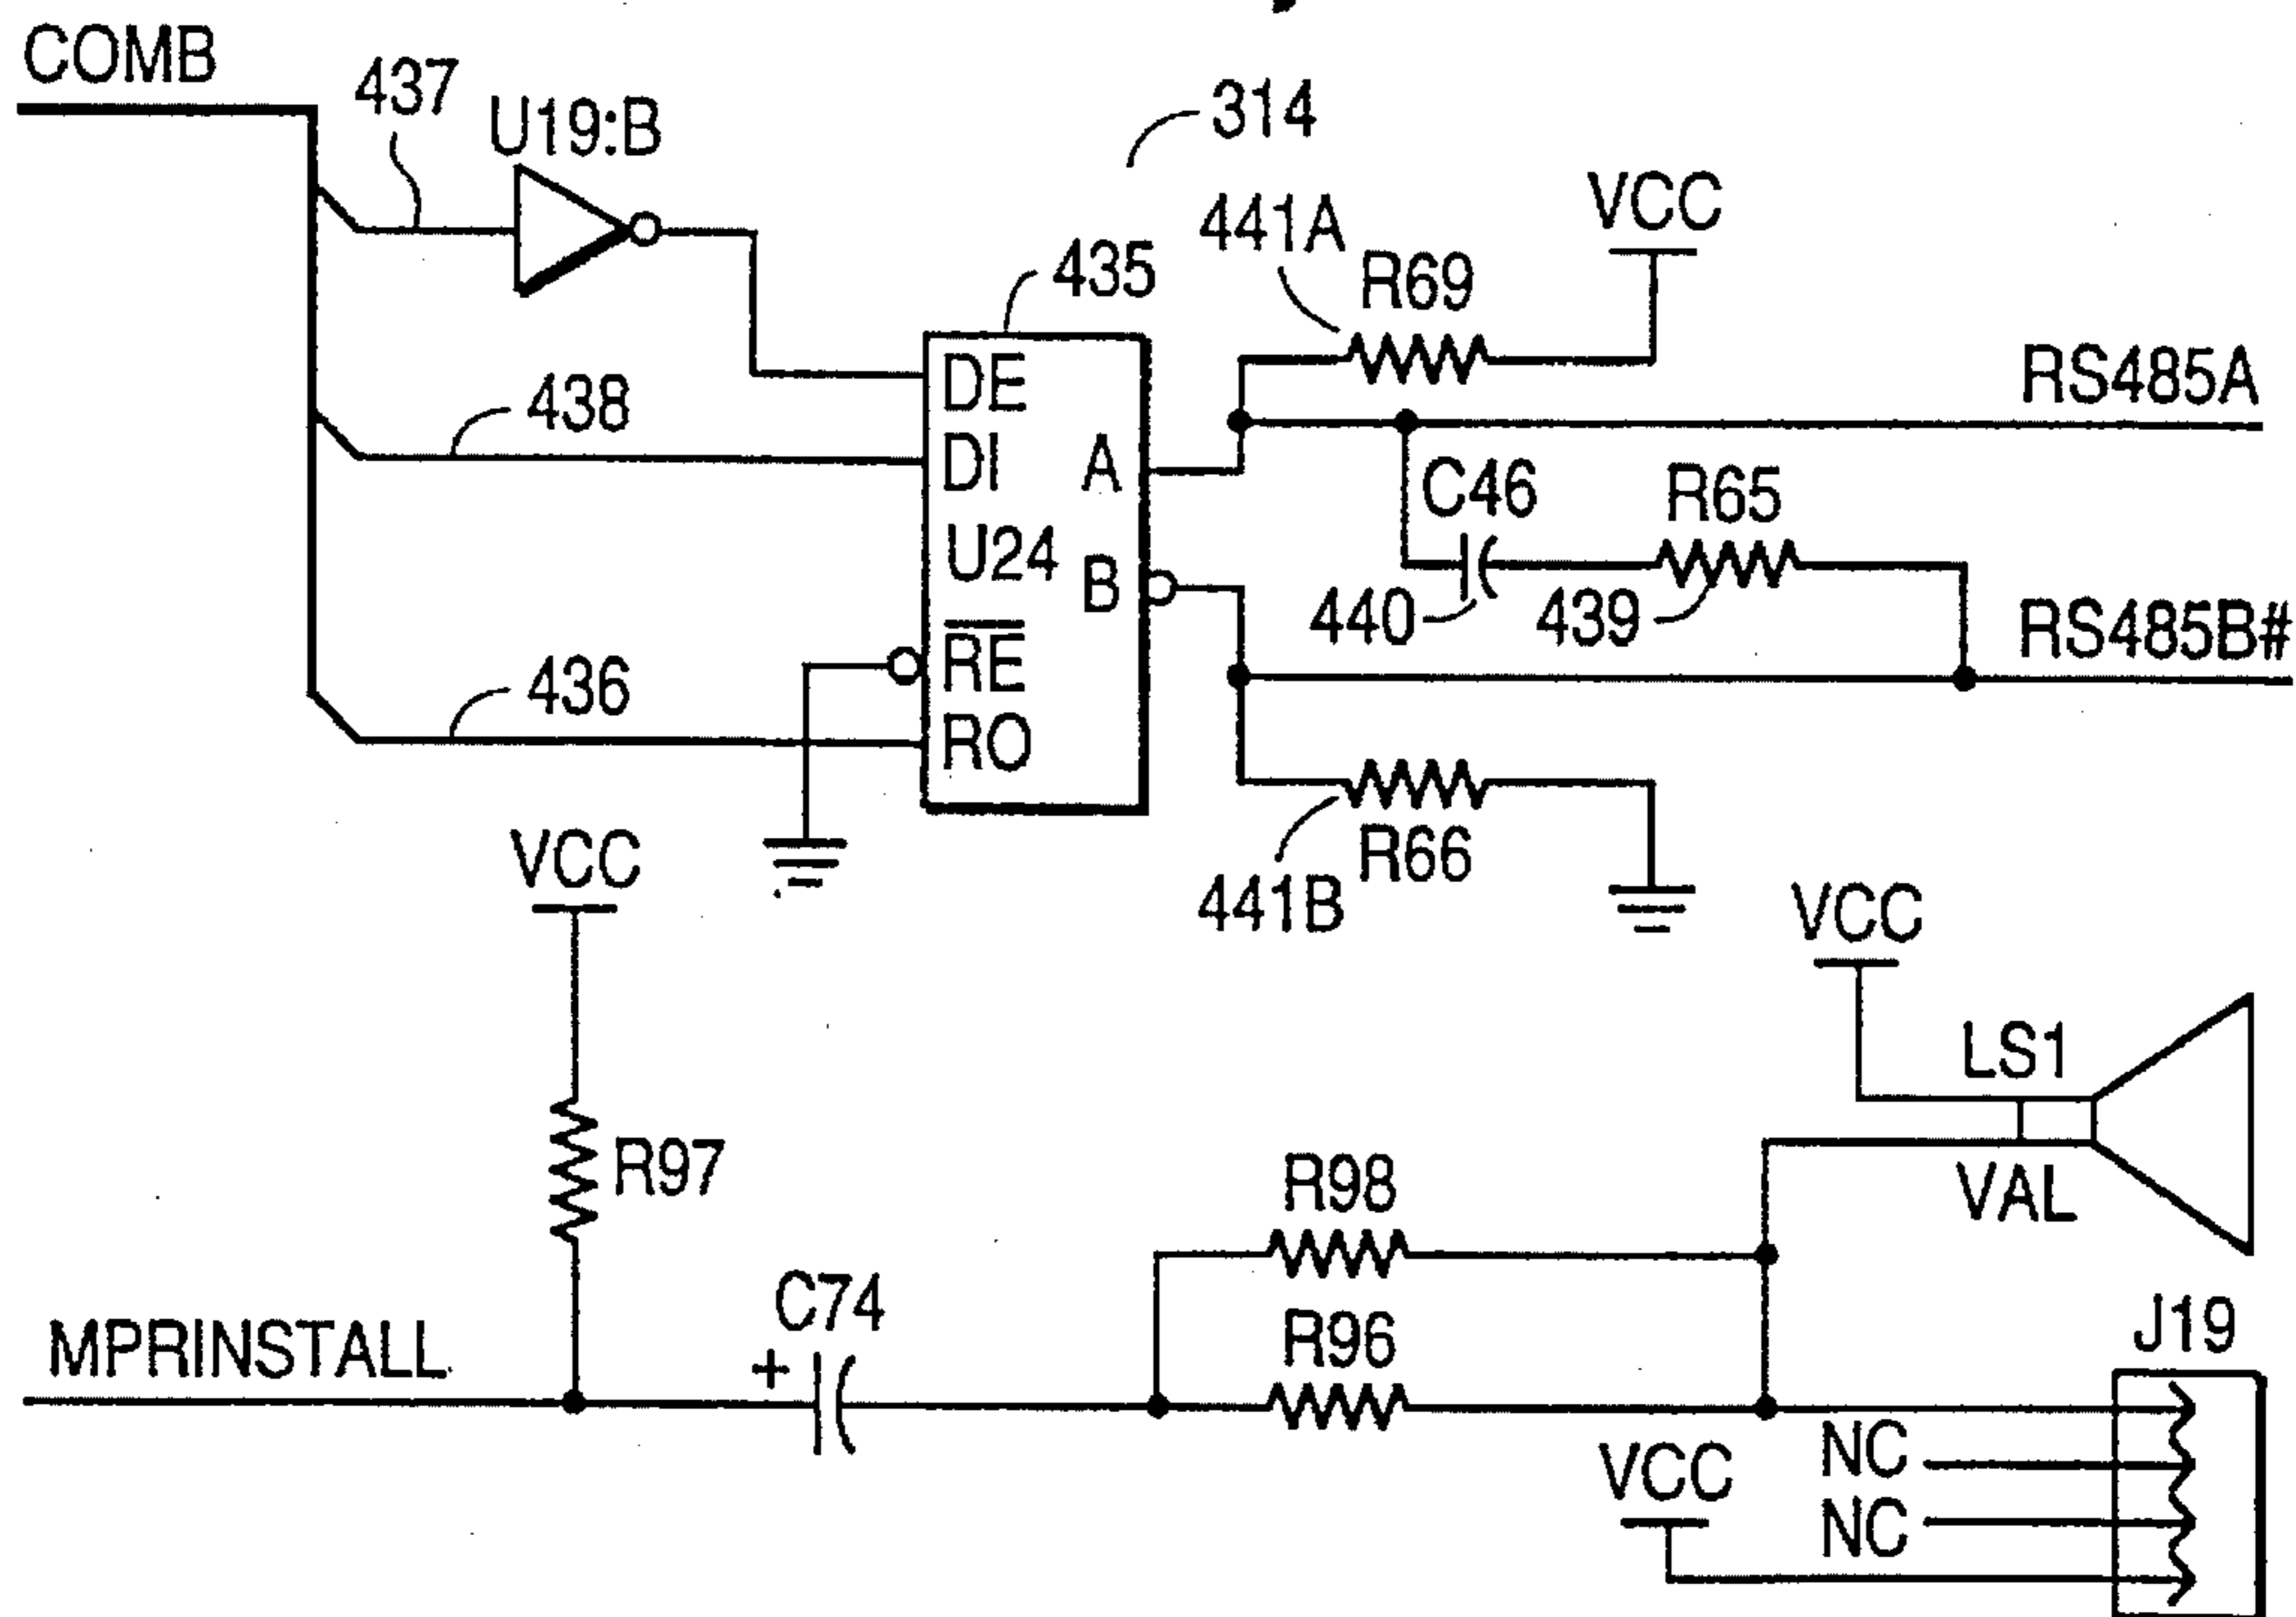 COMB
437
U19:B
314
441A
VCC
R69
435
RS485A
DE
438
DI
A
C46
R65
U24
B
440
439
RS485B#
RE
436
RO
VCC
R66
441B
VCC
LS1
R97
VAL
R98
C74
R96
J19
MPRINSTALL
+
NC
VCC
NC